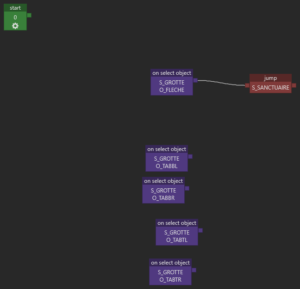 start
0
on select object
S_GROTTE
O_FLECHE
jump
S_SANCTUAIRE
on select object
S_GROTTE
O_TABBL
on select object
S_GROTTE
O_TABBR
on select object
S_GROTTE
O_TABTL
on select object
S_GROTTE
O_TABTR